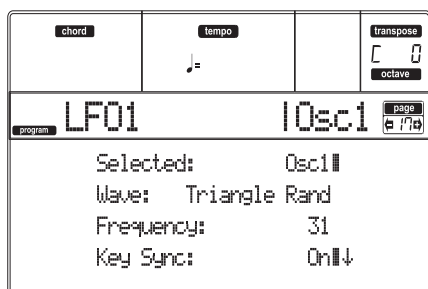 chord tempo transpose
♩=
C 0
octave
program LFO1 |Osc1 page
17
Selected: Osc1
Wave: Triangle Rand
Frequency: 31
Key Sync: On↓